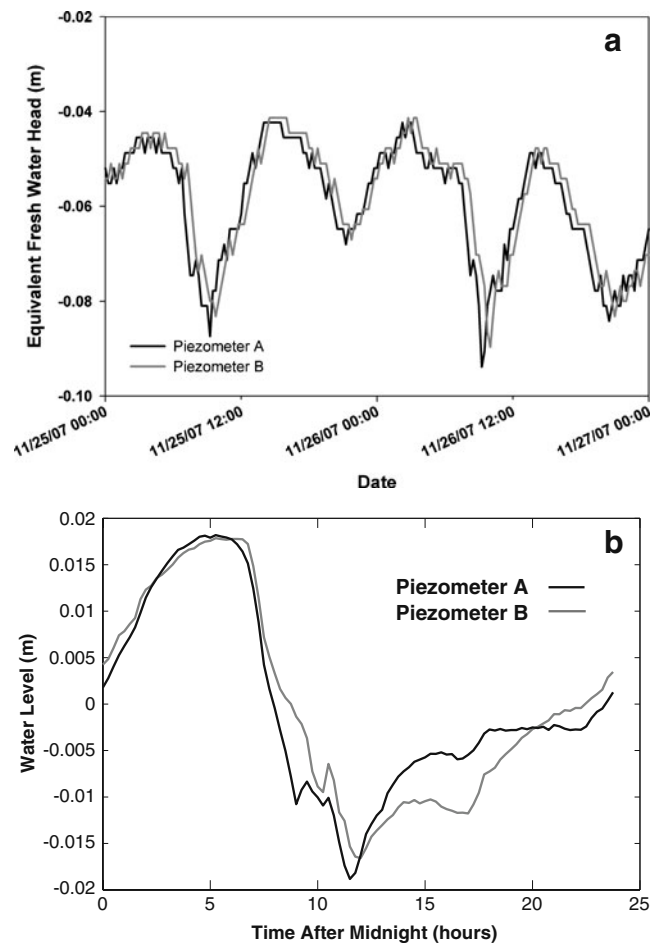 a
-0.02
-0.04
-0.06
-0.08
-0.10
Equivalent Fresh Water Head (m)
Piezometer A
Piezometer B
11/25/07 00:00
11/25/07 12:00
11/26/07 00:00
11/26/07 12:00
11/27/07 00:00
Date
b
0.02
0.015
0.01
0.005
0
-0.005
-0.01
-0.015
-0.02
Water Level (m)
Piezometer A
Piezometer B
0
5
10
15
20
25
Time After Midnight (hours)